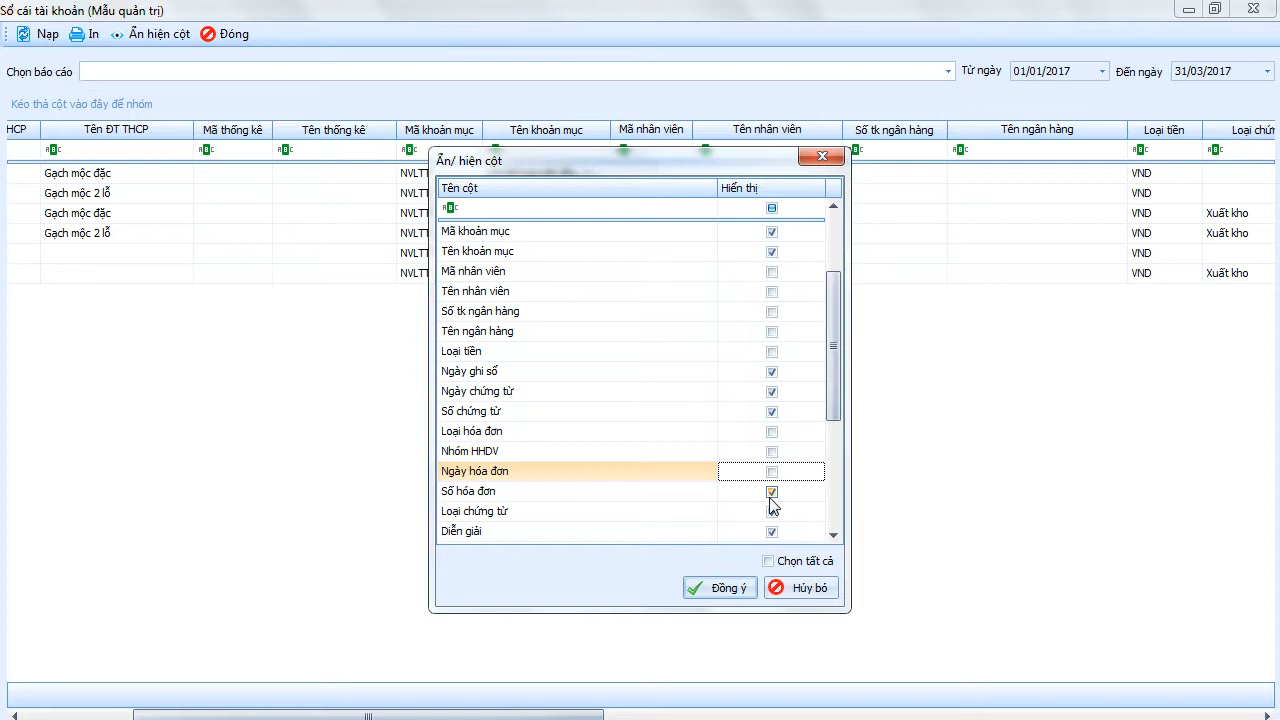 Sổ cái tài khoản (Mẫu quản trị)
Nạp In Ẩn hiện cột Đóng
Chọn báo cáo Từ ngày 01/01/2017 Đến ngày 31/03/2017
Kéo thả cột vào đây để nhóm
HCP Tên ĐT THCP Mã thống kê Tên thống kê Mã khoản mục Tên khoản mục Mã nhân viên Tên nhân viên Số tk ngân hàng Tên ngân hàng Loại tiền Loại chứn
Gạch mộc đặc NVLTT VND
Gạch mộc 2 lỗ NVLTT VND
Gạch mộc đặc NVLTT VND Xuất kho
Gạch mộc 2 lỗ NVLTT VND Xuất kho
NVLTT VND
NVLTT VND Xuất kho
Ẩn/ hiện cột
Tên cột Hiển thị
Mã khoản mục
Tên khoản mục
Mã nhân viên
Tên nhân viên
Số tk ngân hàng
Tên ngân hàng
Loại tiền
Ngày ghi sổ
Ngày chứng từ
Số chứng từ
Loại hóa đơn
Nhóm HHDV
Ngày hóa đơn
Số hóa đơn
Loại chứng từ
Diễn giải
Chọn tất cả
Đồng ý Hủy bỏ